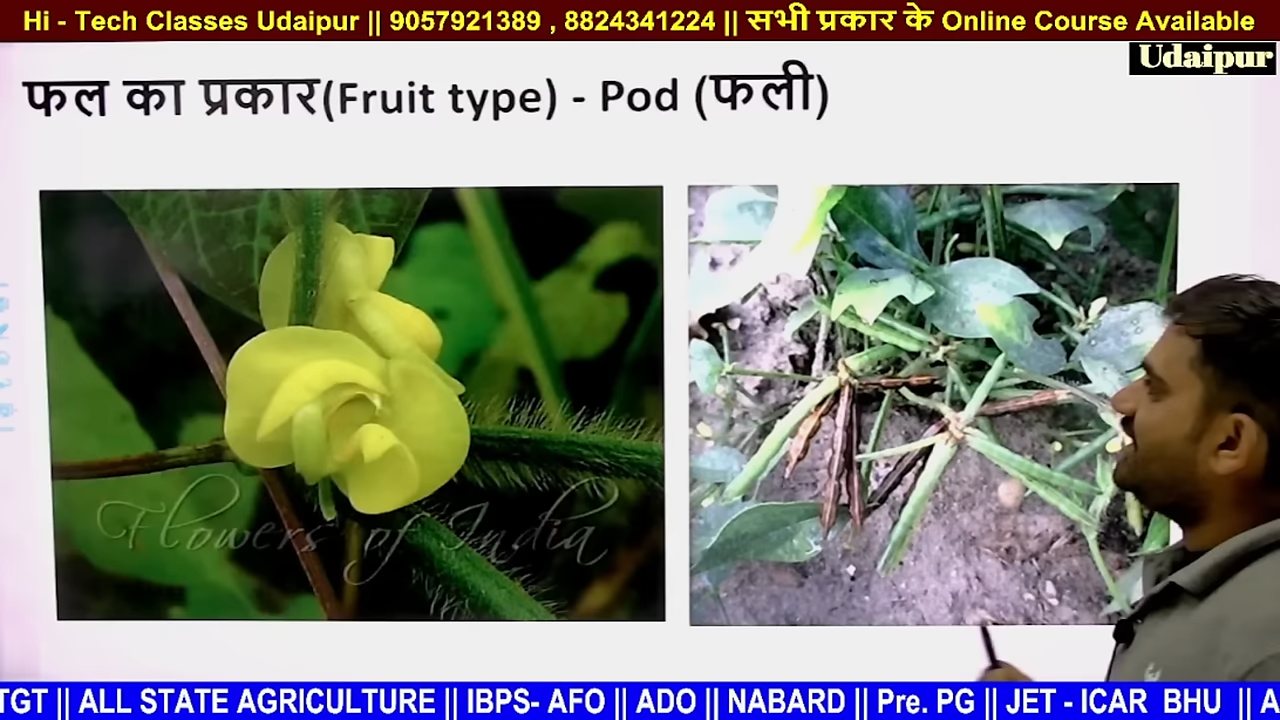 Hi - Tech Classes Udaipur || 9057921389 , 8824341224 || सभी प्रकार के Online Course Available
Udaipur
फल का प्रकार(Fruit type) - Pod (फली)
Flowers of India
TGT || ALL STATE AGRICULTURE || IBPS- AFO || ADO || NABARD || Pre. PG || JET - ICAR BHU || A